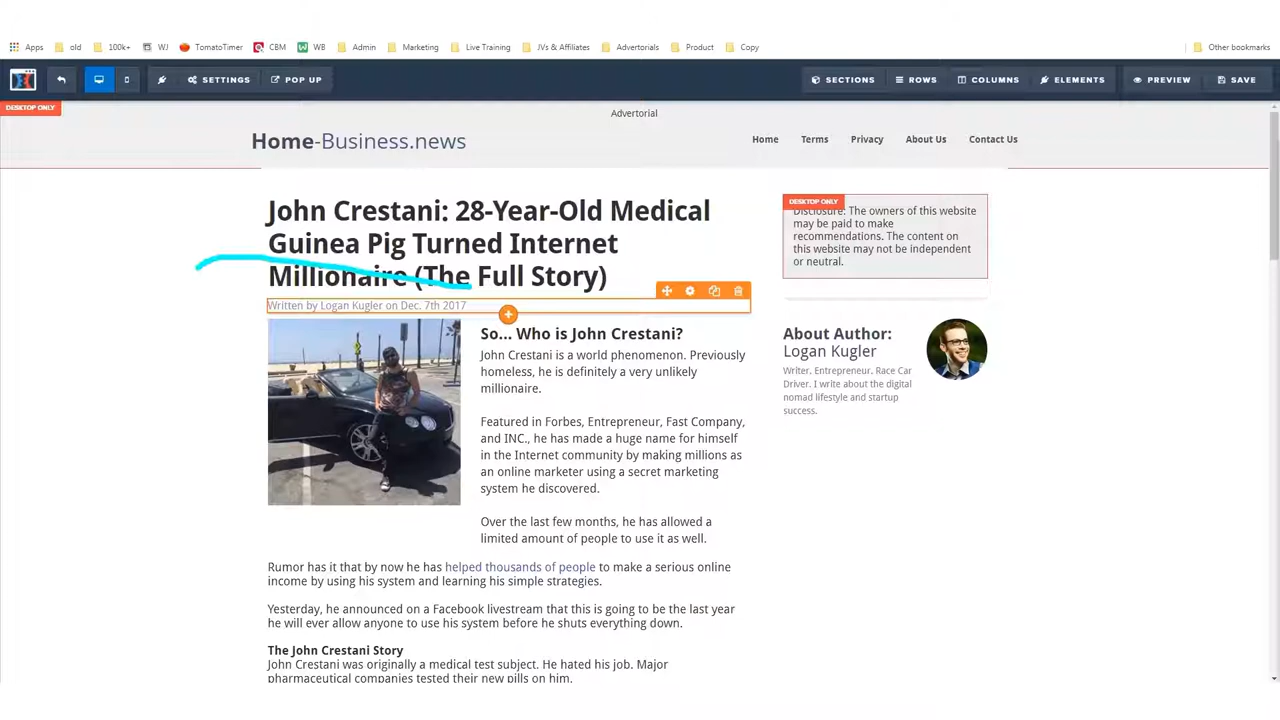 Apps old 100k+ WJ TomatoTimer CBM WB Admin Marketing Live Training JVs & Affiliates Advertorials Product Copy Other bookmarks
SETTINGS POP UP SECTIONS ROWS COLUMNS ELEMENTS PREVIEW SAVE
DESKTOP ONLY
Advertorial
Home-Business.news
Home Terms Privacy About Us Contact Us
John Crestani: 28-Year-Old Medical
Guinea Pig Turned Internet
Millionaire (The Full Story)
Written by Logan Kugler on Dec. 7th 2017
So... Who is John Crestani?
John Crestani is a world phenomenon. Previously
homeless, he is definitely a very unlikely
millionaire.
Featured in Forbes, Entrepreneur, Fast Company,
and INC., he has made a huge name for himself
in the Internet community by making millions as
an online marketer using a secret marketing
system he discovered.
Over the last few months, he has allowed a
limited amount of people to use it as well.
Rumor has it that by now he has helped thousands of people to make a serious online
income by using his system and learning his simple strategies.
Yesterday, he announced on a Facebook livestream that this is going to be the last year
he will ever allow anyone to use his system before he shuts everything down.
The John Crestani Story
John Crestani was originally a medical test subject. He hated his job. Major
pharmaceutical companies tested their new pills on him.
DESKTOP ONLY
Disclosure: The owners of this website
may be paid to make
recommendations. The content on
this website may not be independent
or neutral.
About Author:
Logan Kugler
Writer. Entrepreneur. Race Car
Driver. I write about the digital
nomad lifestyle and startup
success.